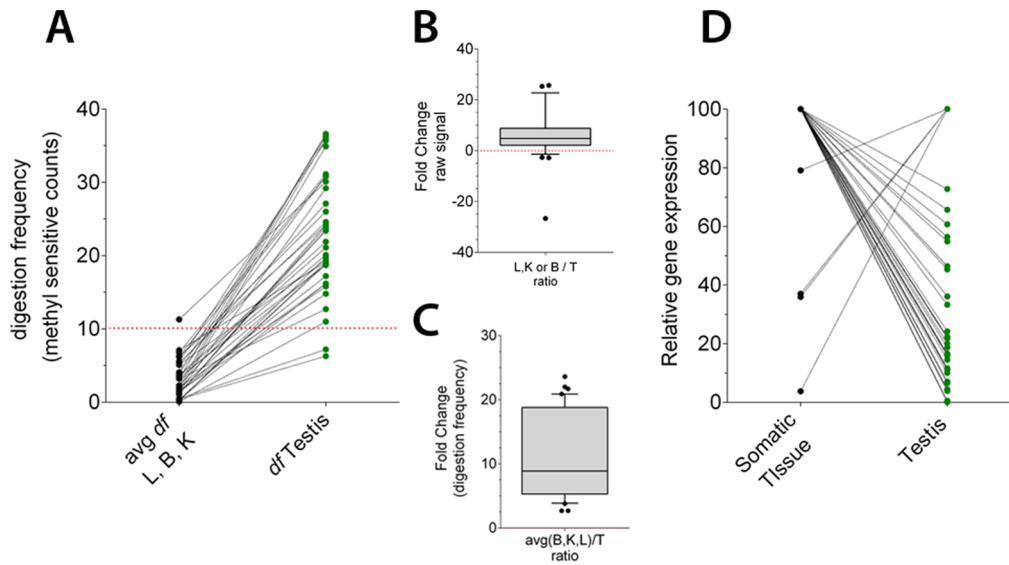 A
digestion frequency
(methyl sensitive counts)
40
30
20
10
0
avg df
L, B, K
df Testis
B
Fold Change
raw signal
40
20
0
-20
-40
L,K or B / T
ratio
C
Fold Change
(digestion frequency)
30
20
10
0
avg(B,K,L)/T
ratio
D
Relative gene expression
100
80
60
40
20
0
Somatic
TIssue
Testis